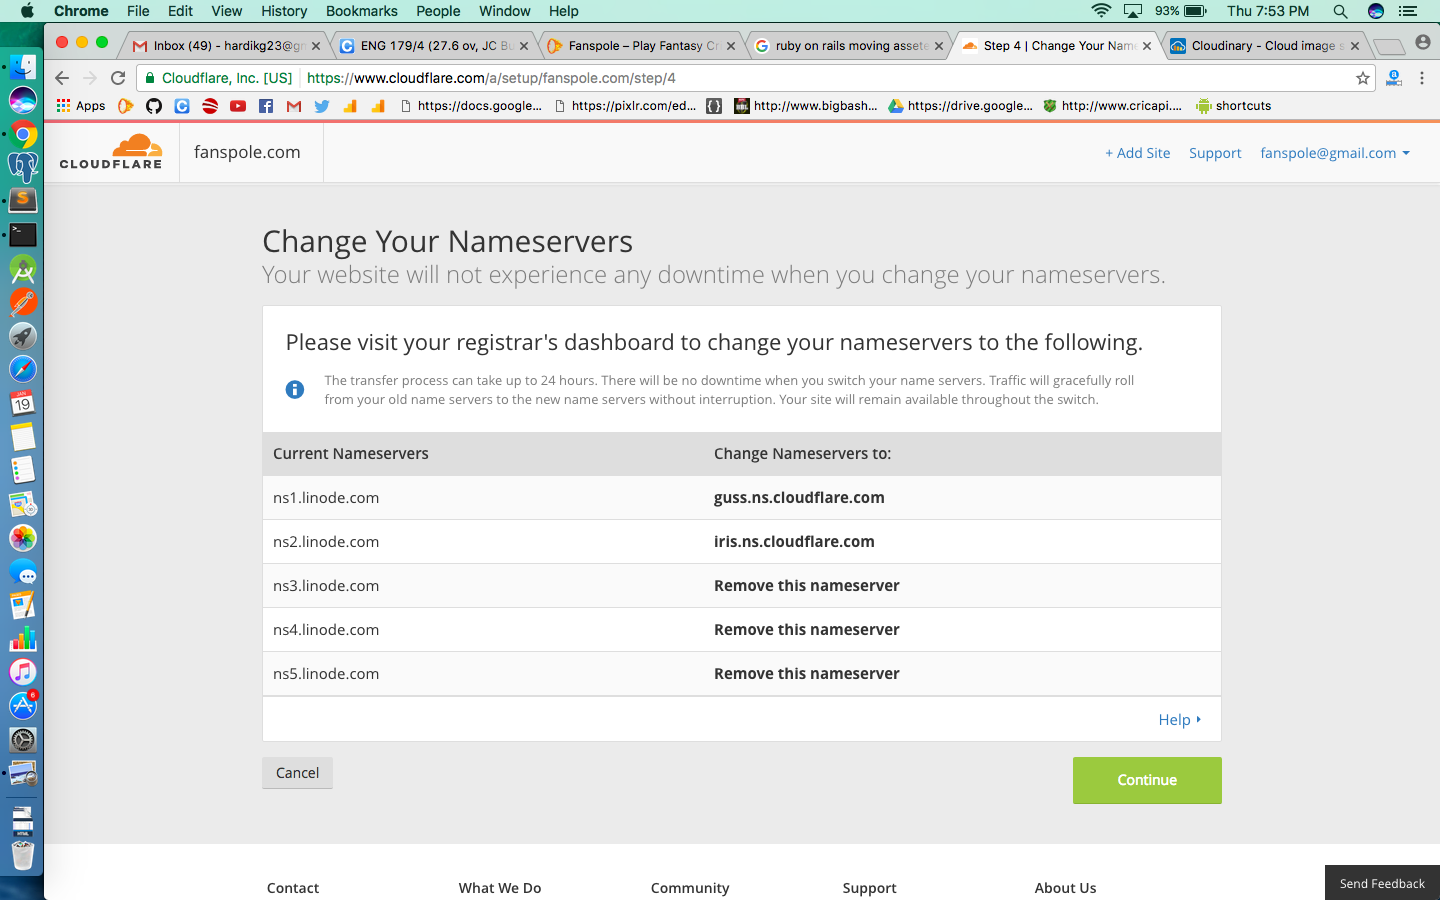 Chrome File Edit View History Bookmarks People Window Help 93% Thu 7:53 PM
Inbox (49) - hardikg23@g ENG 179/4 (27.6 ov, JC Bu Fanspole – Play Fantasy Cri ruby on rails moving assets Step 4 | Change Your Name Cloudinary - Cloud image s
Cloudflare, Inc. [US] https://www.cloudflare.com/a/setup/fanspole.com/step/4
Apps https://docs.google... https://pixlr.com/ed... http://www.bigbash... https://drive.google... http://www.cricapi.... shortcuts
CLOUDFLARE fanspole.com + Add Site Support fanspole@gmail.com
Change Your Nameservers
Your website will not experience any downtime when you change your nameservers.
Please visit your registrar's dashboard to change your nameservers to the following.
The transfer process can take up to 24 hours. There will be no downtime when you switch your name servers. Traffic will gracefully roll
from your old name servers to the new name servers without interruption. Your site will remain available throughout the switch.
Current Nameservers Change Nameservers to:
ns1.linode.com guss.ns.cloudflare.com
ns2.linode.com iris.ns.cloudflare.com
ns3.linode.com Remove this nameserver
ns4.linode.com Remove this nameserver
ns5.linode.com Remove this nameserver
Help
Cancel Continue
Contact What We Do Community Support About Us
Send Feedback
JAN
19
6